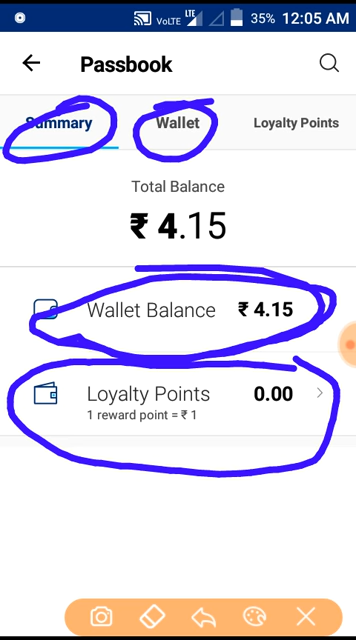 VoLTE LTE 35% 12:05 AM
Passbook
Summary Wallet Loyalty Points
Total Balance
₹ 4.15
Wallet Balance ₹ 4.15
Loyalty Points 0.00
1 reward point = ₹ 1